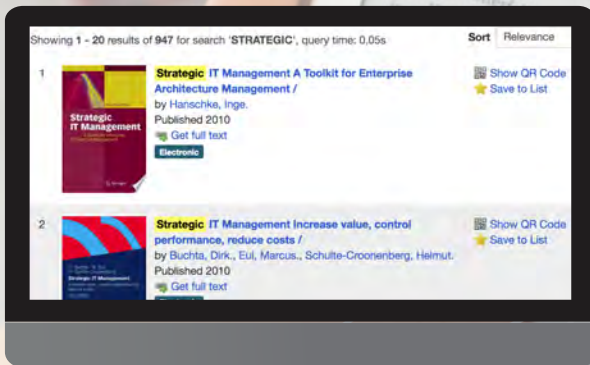 Showing 1 - 20 results of 947 for search 'STRATEGIC', query time: 0,05s
Sort Relevance
1
Strategic IT Management A Toolkit for Enterprise
Architecture Management /
by Hanschke, Inge.
Published 2010
Get full text
Electronic
Show QR Code
Save to List
Strategic
IT Management
2
Strategic IT Management Increase value, control
performance, reduce costs /
by Buchta, Dirk., Eul, Marcus., Schulte-Croonenberg, Helmut.
Published 2010
Get full text
Show QR Code
Save to List
Strategic IT Management